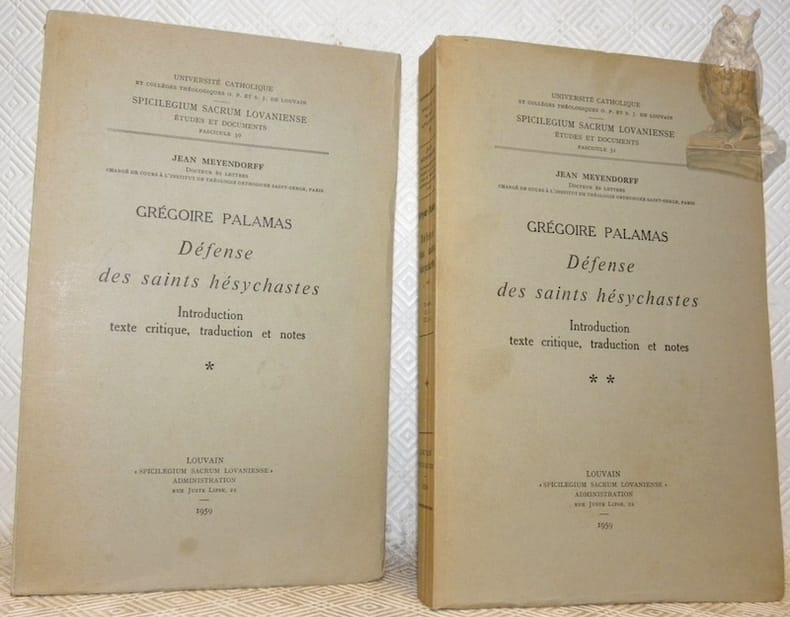 UNIVERSITÉ CATHOLIQUE
ET COLLÈGES THÉOLOGIQUES O. P. ET S. J. DE LOUVAIN
SPICILEGIUM SACRUM LOVANIENSE
ÉTUDES ET DOCUMENTS
FASCICULE 30
JEAN MEYENDORFF
DOCTEUR ÈS LETTRES
CHARGÉ DE COURS À L'INSTITUT DE THÉOLOGIE ORTHODOXE SAINT-SERGE, PARIS
GRÉGOIRE PALAMAS
Défense
des saints hésychastes
Introduction
texte critique, traduction et notes
*
LOUVAIN
« SPICILEGIUM SACRUM LOVANIENSE »
ADMINISTRATION
RUE JUSTE LIPSE, 22
1959
UNIVERSITÉ CATHOLIQUE
ET COLLÈGES THÉOLOGIQUES O. P. ET S. J. DE LOUVAIN
SPICILEGIUM SACRUM LOVANIENSE
ÉTUDES ET DOCUMENTS
FASCICULE 31
JEAN MEYENDORFF
DOCTEUR ÈS LETTRES
CHARGÉ DE COURS À L'INSTITUT DE THÉOLOGIE ORTHODOXE SAINT-SERGE, PARIS
GRÉGOIRE PALAMAS
Défense
des saints hésychastes
Introduction
texte critique, traduction et notes
* *
LOUVAIN
« SPICILEGIUM SACRUM LOVANIENSE »
ADMINISTRATION
RUE JUSTE LIPSE, 22
1959